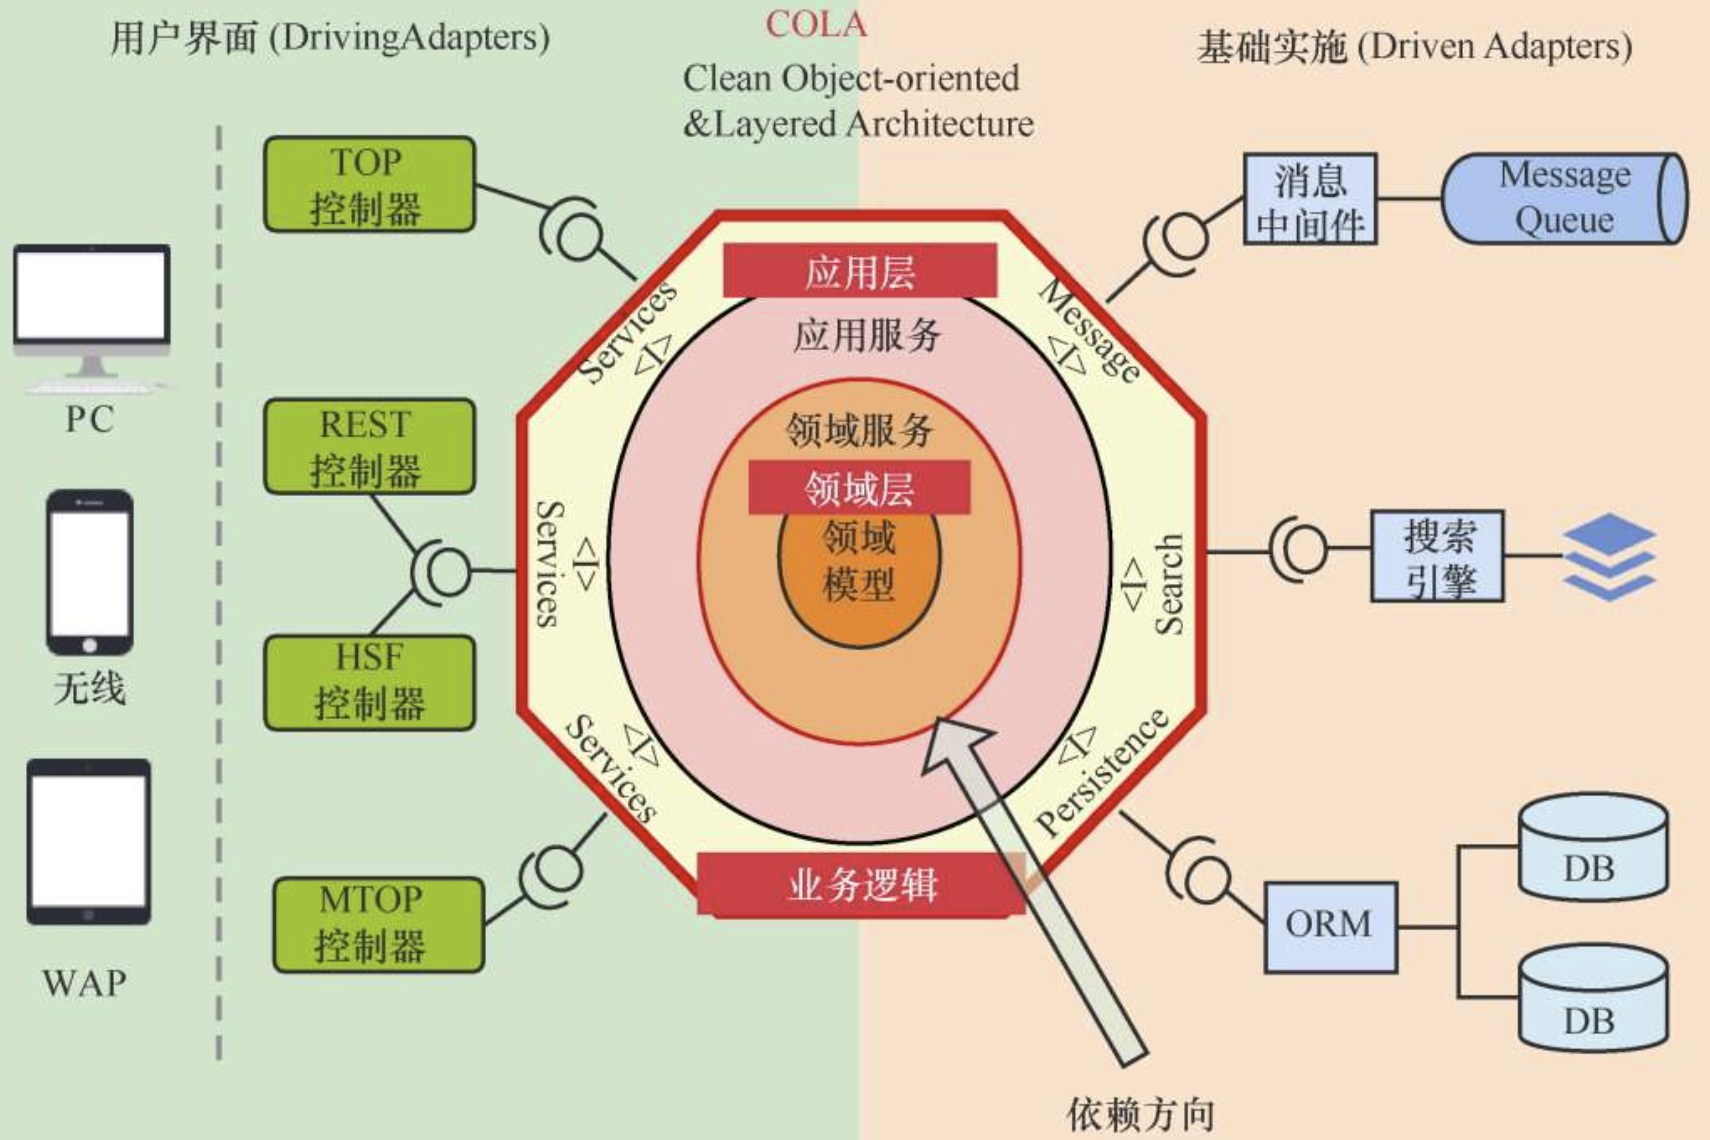 用户界面 (DrivingAdapters)
COLA
Clean Object-oriented
&Layered Architecture
基础实施 (Driven Adapters)
TOP
控制器
消息
中间件
Message
Queue
应用层
Services
<I>
Message
<I>
应用服务
PC
REST
控制器
领域服务
领域层
领域
模型
Services
<I>
<I>
Search
搜索
引擎
无线
HSF
控制器
Services
<I>
<I>
Persistence
业务逻辑
MTOP
控制器
ORM
DB
DB
WAP
依赖方向